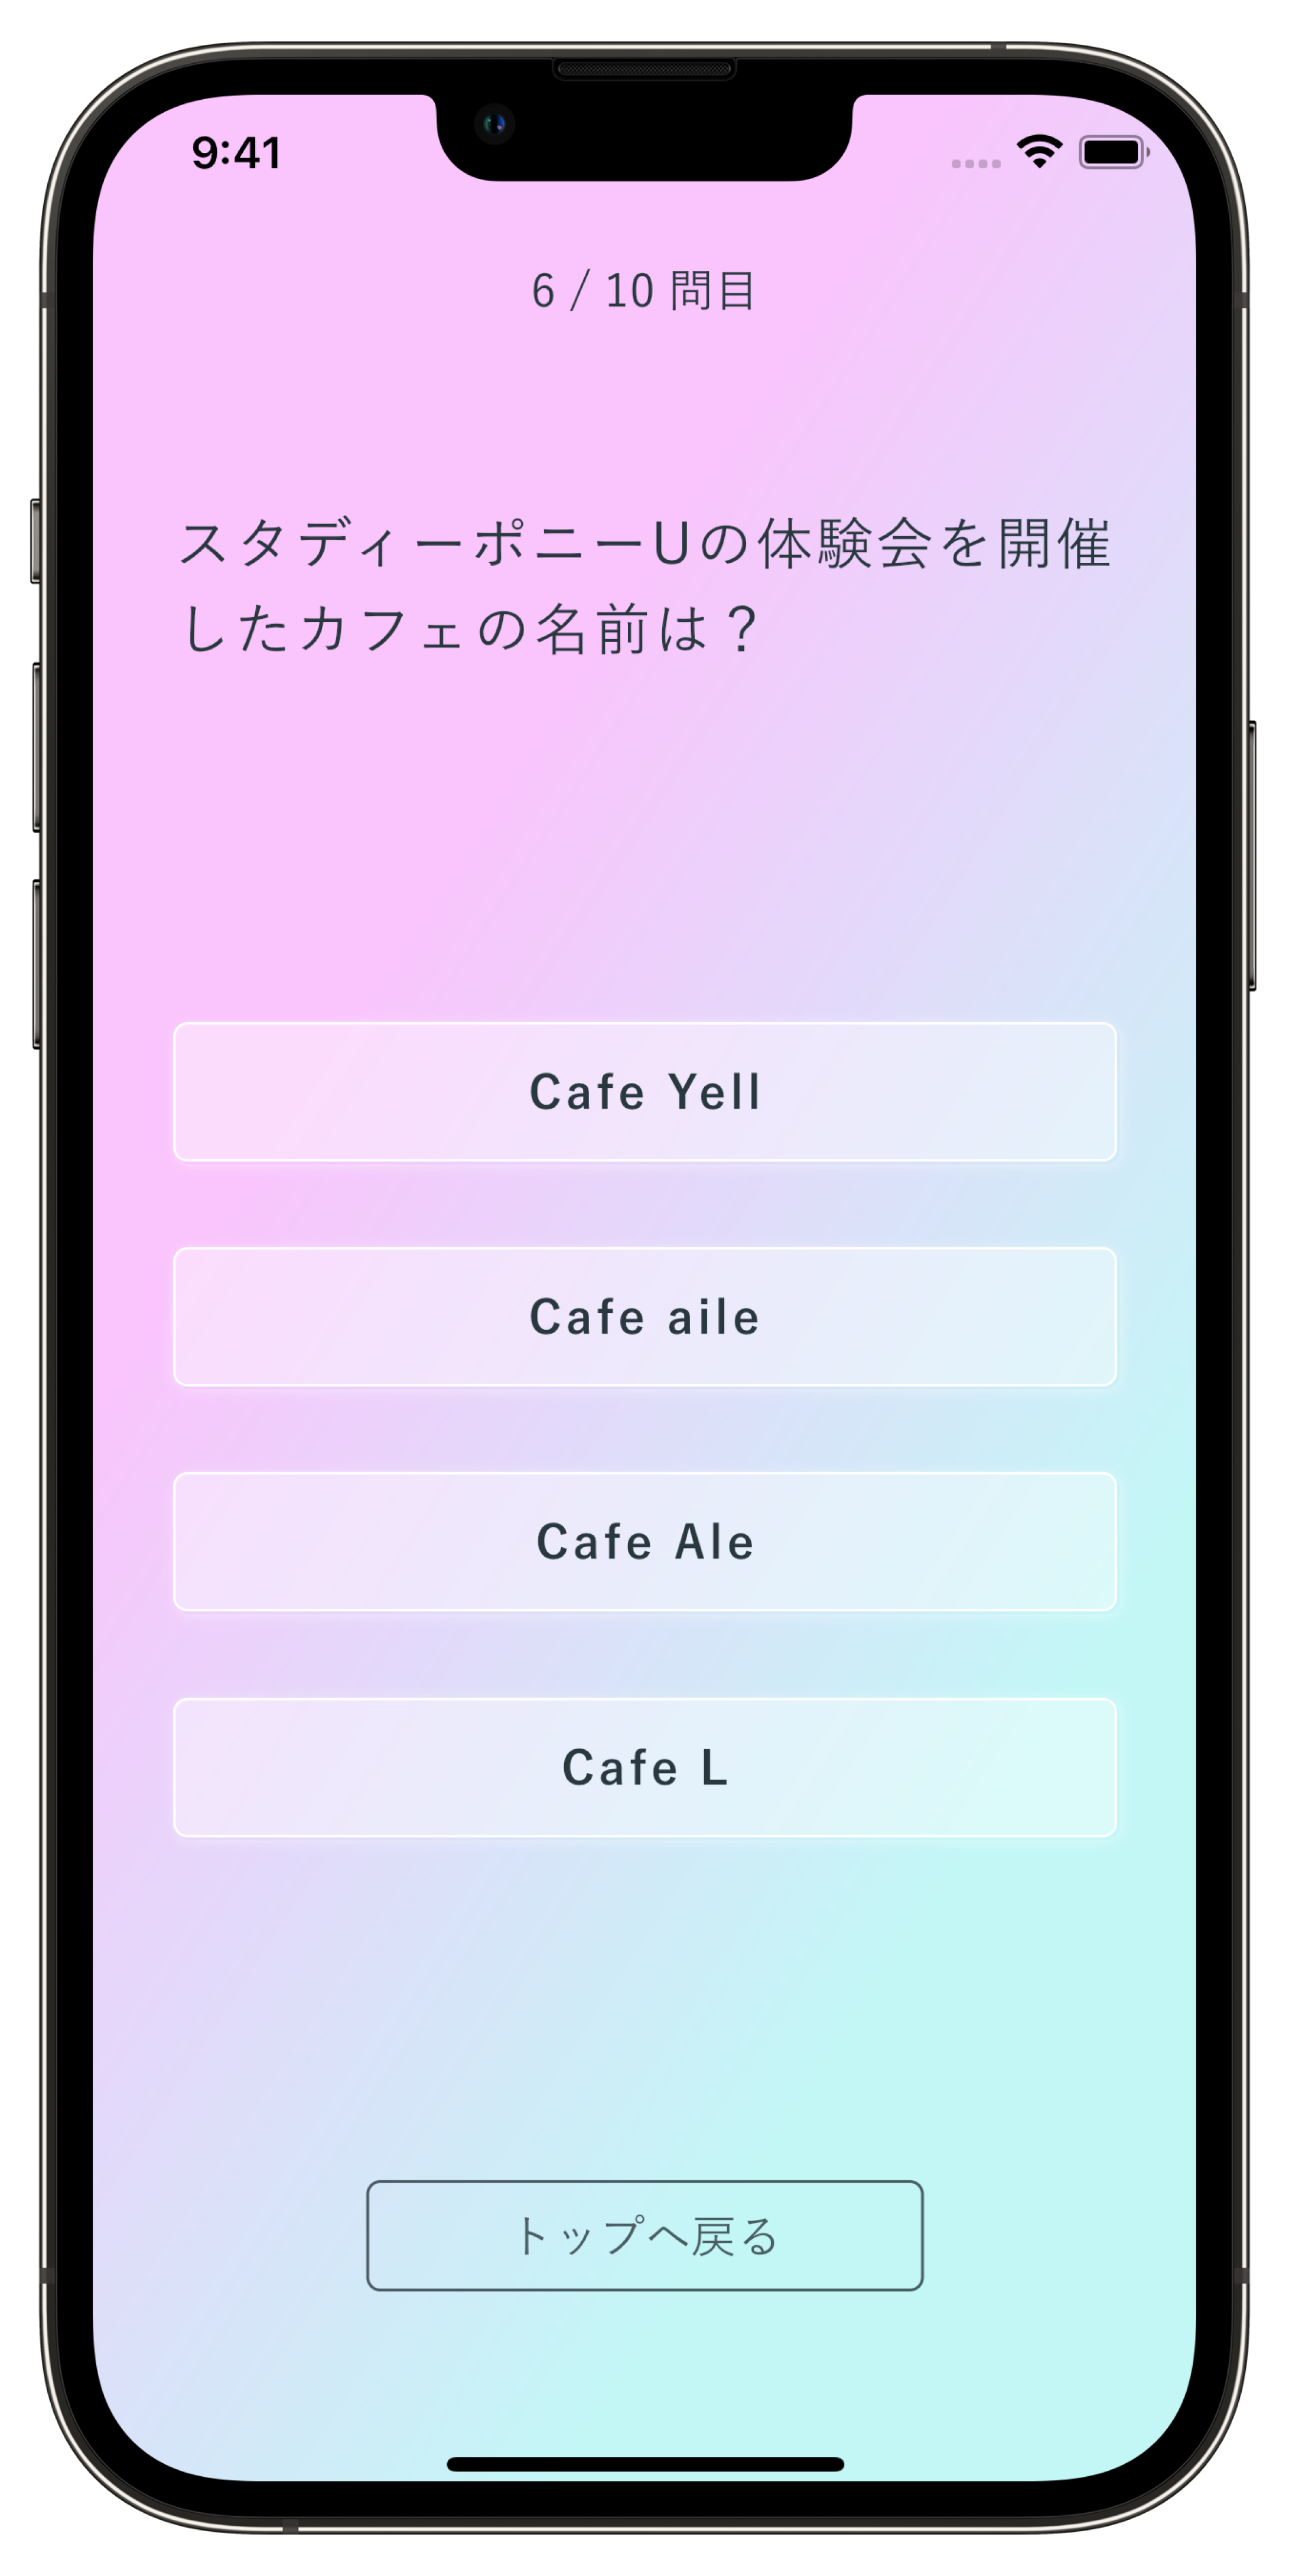 9:41
6 / 10 問目
スタディーポニーUの体験会を開催
したカフェの名前は？
Cafe Yell
Cafe aile
Cafe Ale
Cafe L
トップへ戻る